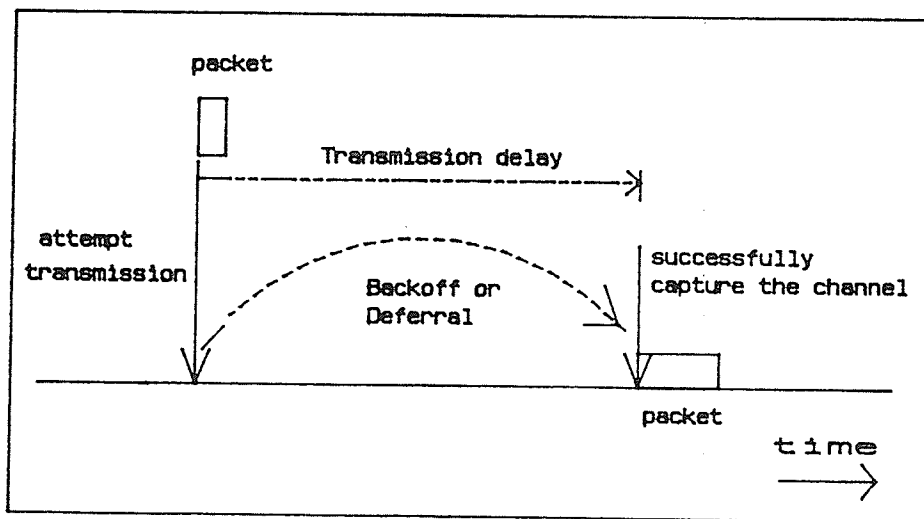 packet
Transmission delay
attempt
transmission
Backoff or
Deferral
successfully
capture the channel
packet
time